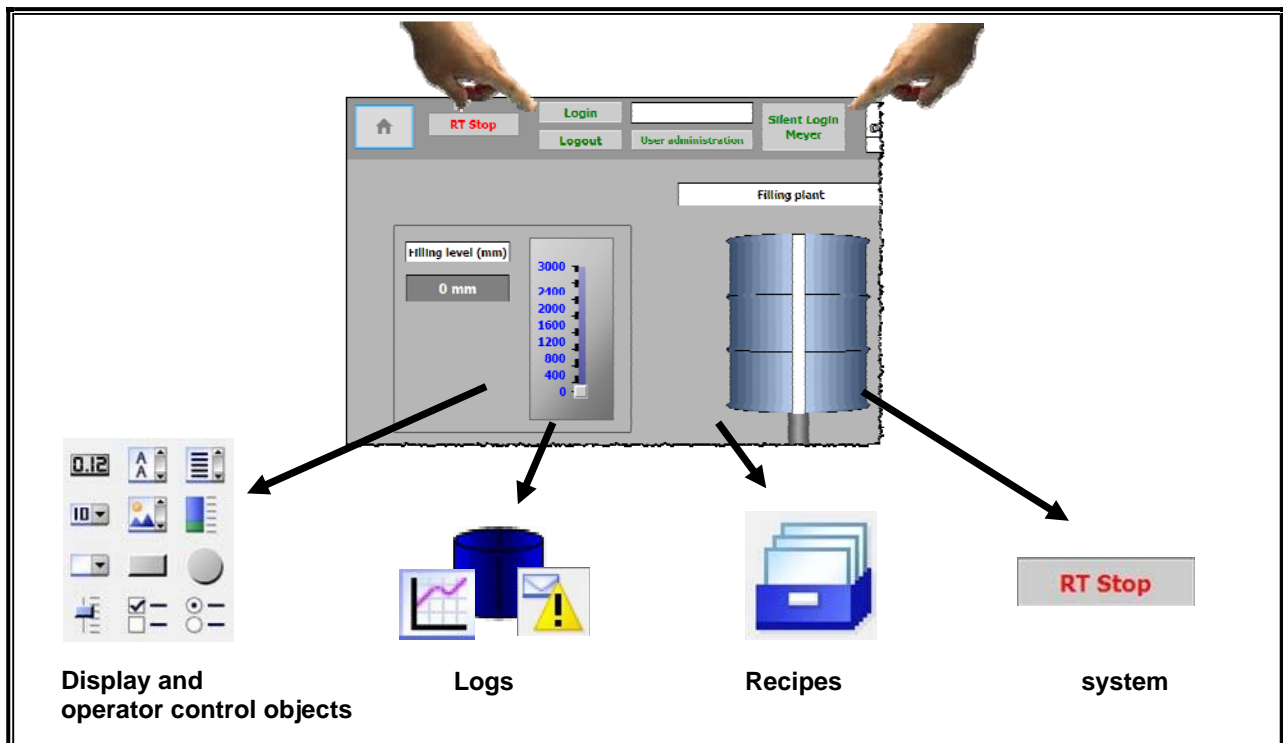 RT Stop
Login
Logout
User administration
Silent Login
Meyer
Filling plant
Filling level (mm)
0 mm
3000
2400
2000
1600
1200
800
400
0
0.12
A
A
10
Display and
operator control objects
Logs
Recipes
RT Stop
system